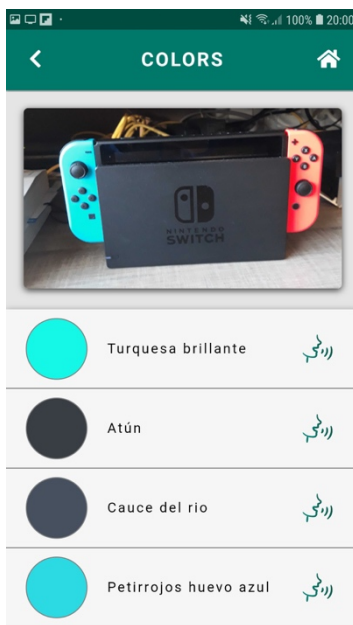 100% 20:00
COLORS
NINTENDO
SWITCH
Turquesa brillante
Atún
Cauce del rio
Petirrojos huevo azul